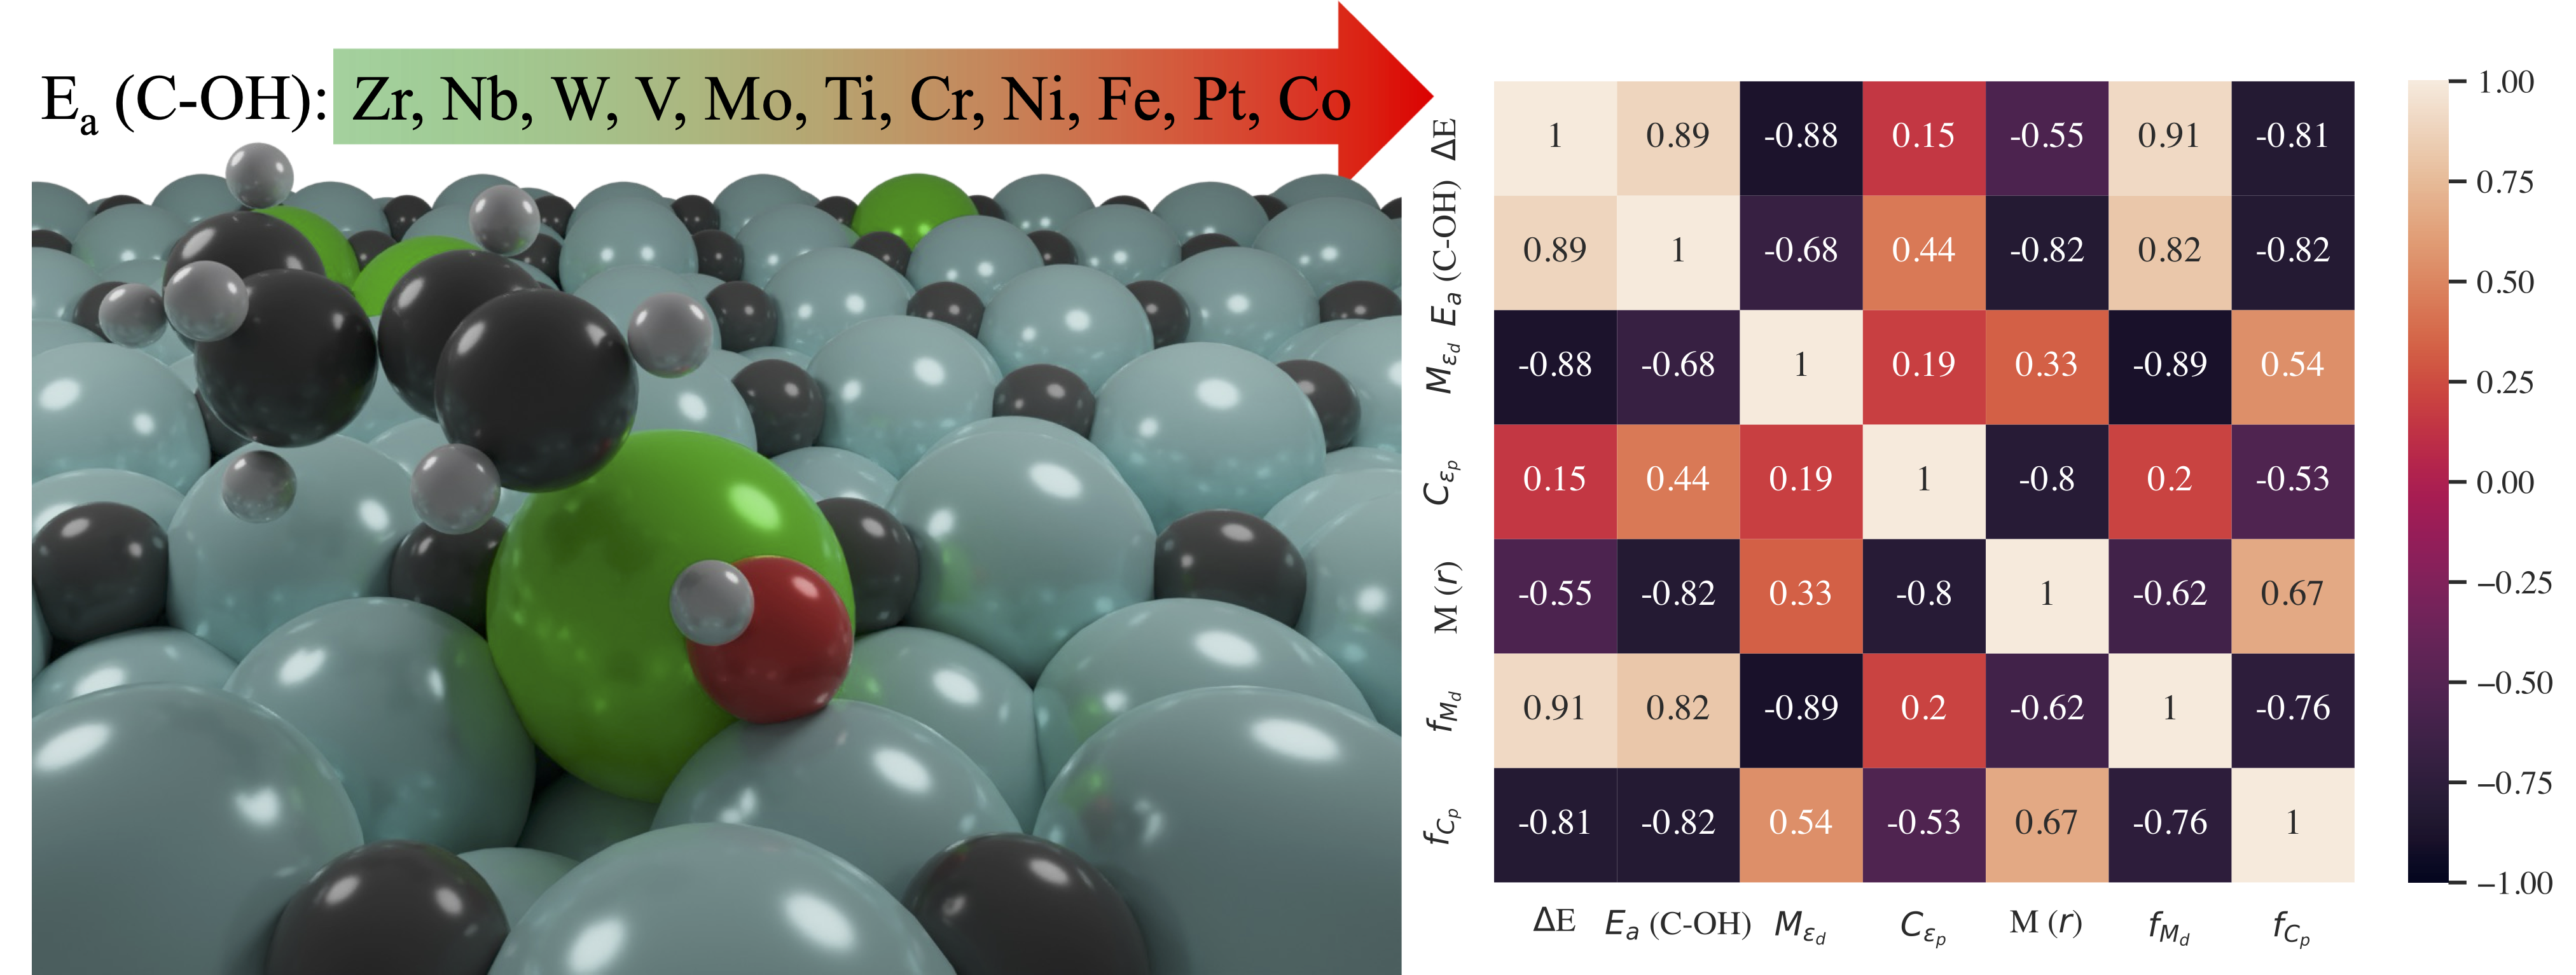 Eₐ (C-OH): Zr, Nb, W, V, Mo, Ti, Cr, Ni, Fe, Pt, Co
ΔE 1 0.89 -0.88 0.15 -0.55 0.91 -0.81
Eₐ (C-OH) 0.89 1 -0.68 0.44 -0.82 0.82 -0.82
M_{ε_d} -0.88 -0.68 1 0.19 0.33 -0.89 0.54
C_{ε_p} 0.15 0.44 0.19 1 -0.8 0.2 -0.53
M (r) -0.55 -0.82 0.33 -0.8 1 -0.62 0.67
f_{M_d} 0.91 0.82 -0.89 0.2 -0.62 1 -0.76
f_{C_p} -0.81 -0.82 0.54 -0.53 0.67 -0.76 1
ΔE Eₐ (C-OH) M_{ε_d} C_{ε_p} M (r) f_{M_d} f_{C_p}
1.00
0.75
0.50
0.25
0.00
−0.25
−0.50
−0.75
−1.00